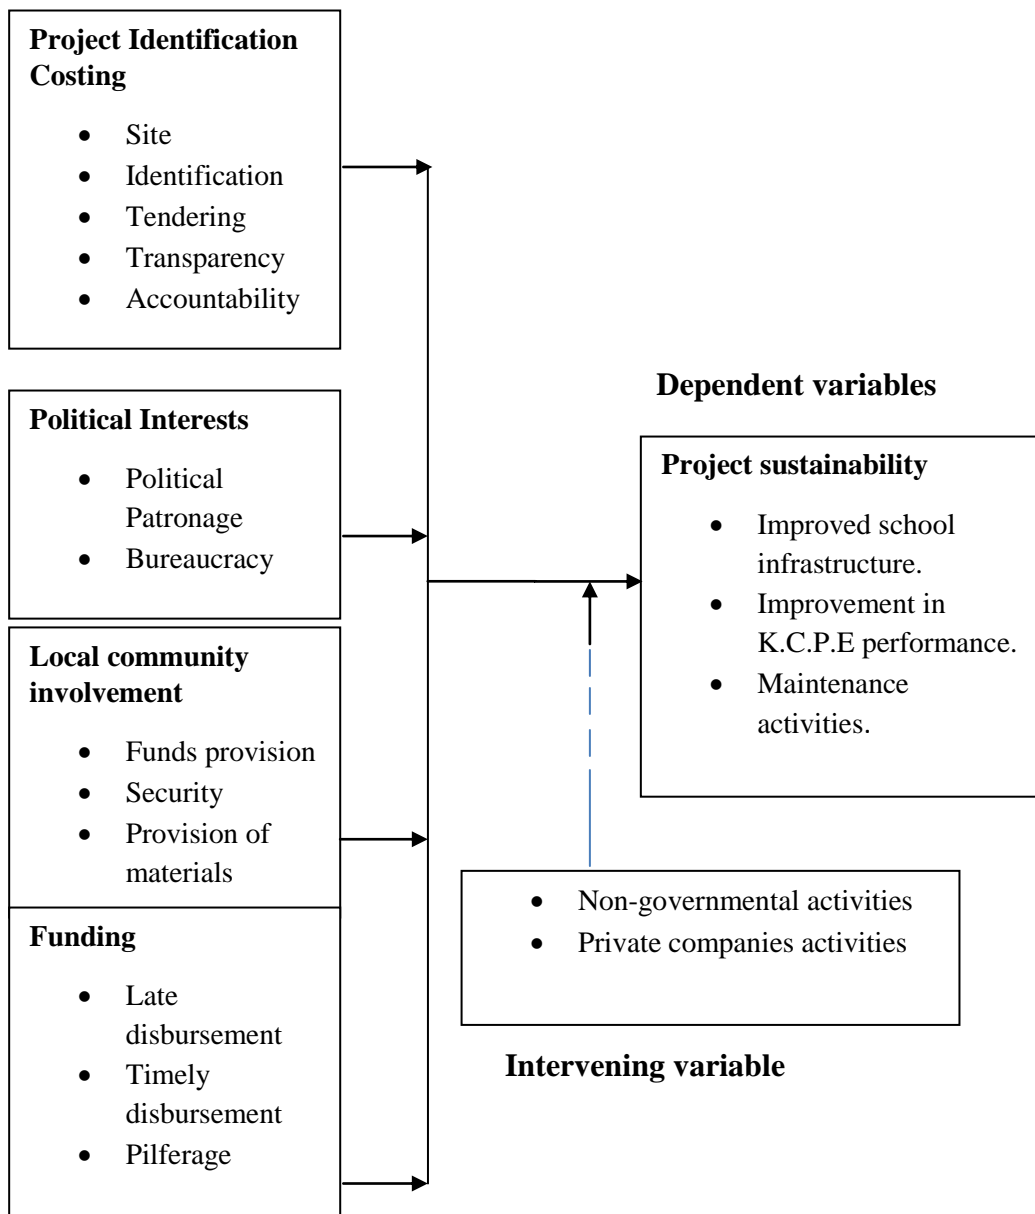 Project Identification
Costing
• Site
• Identification
• Tendering
• Transparency
• Accountability
Political Interests
• Political
Patronage
• Bureaucracy
Local community
involvement
• Funds provision
• Security
• Provision of
materials
Funding
• Late
disbursement
• Timely
disbursement
• Pilferage
Dependent variables
Project sustainability
• Improved school
infrastructure.
• Improvement in
K.C.P.E performance.
• Maintenance
activities.
• Non-governmental activities
• Private companies activities
Intervening variable